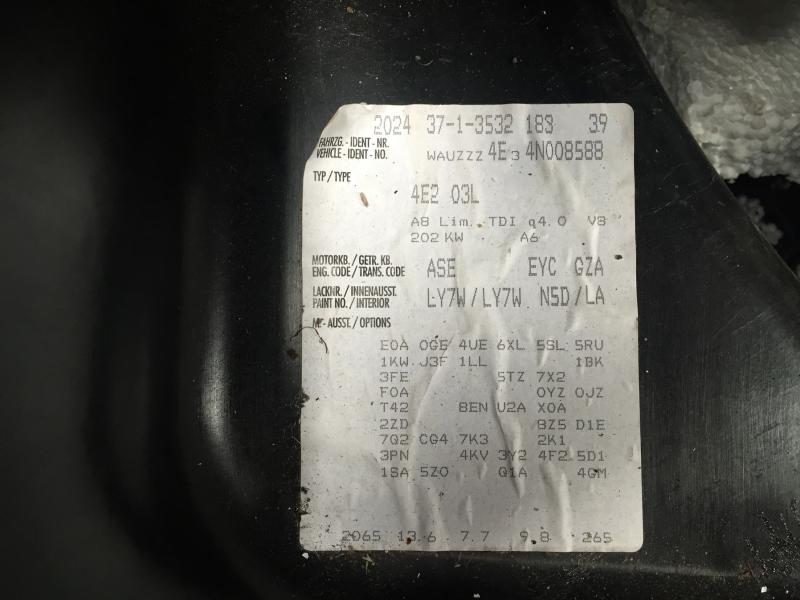 2024 37-1-3532 183 39
FAHRZG. - IDENT - NR.
VEHICLE - IDENT - NO. WAUZZZ 4E 3 4N008588
TYP / TYPE
4E2 03L
A8 Lim. TDI q4.0 V8
202 KW A6
MOTORKB. / GETR. KB.
ENG. CODE / TRANS. CODE ASE EYC GZA
LACKNR. / INNENAUSST.
PAINT NO. / INTERIOR LY7W / LY7W N5D / LA
M - AUSST. / OPTIONS
E0A 0GE 4UE 6XL 5SL 5RU
1KW J3F 1LL 1BK
3FE 5TZ 7X2
F0A 0YZ 0JZ
T42 8EN U2A X0A
2ZD 8Z5 D1E
7Q2 CG4 7K3 2K1
3PN 4KV 3Y2 4F2 5D1
1SA 5Z0 Q1A 4GM
2065 13.6 7.7 9.8 265